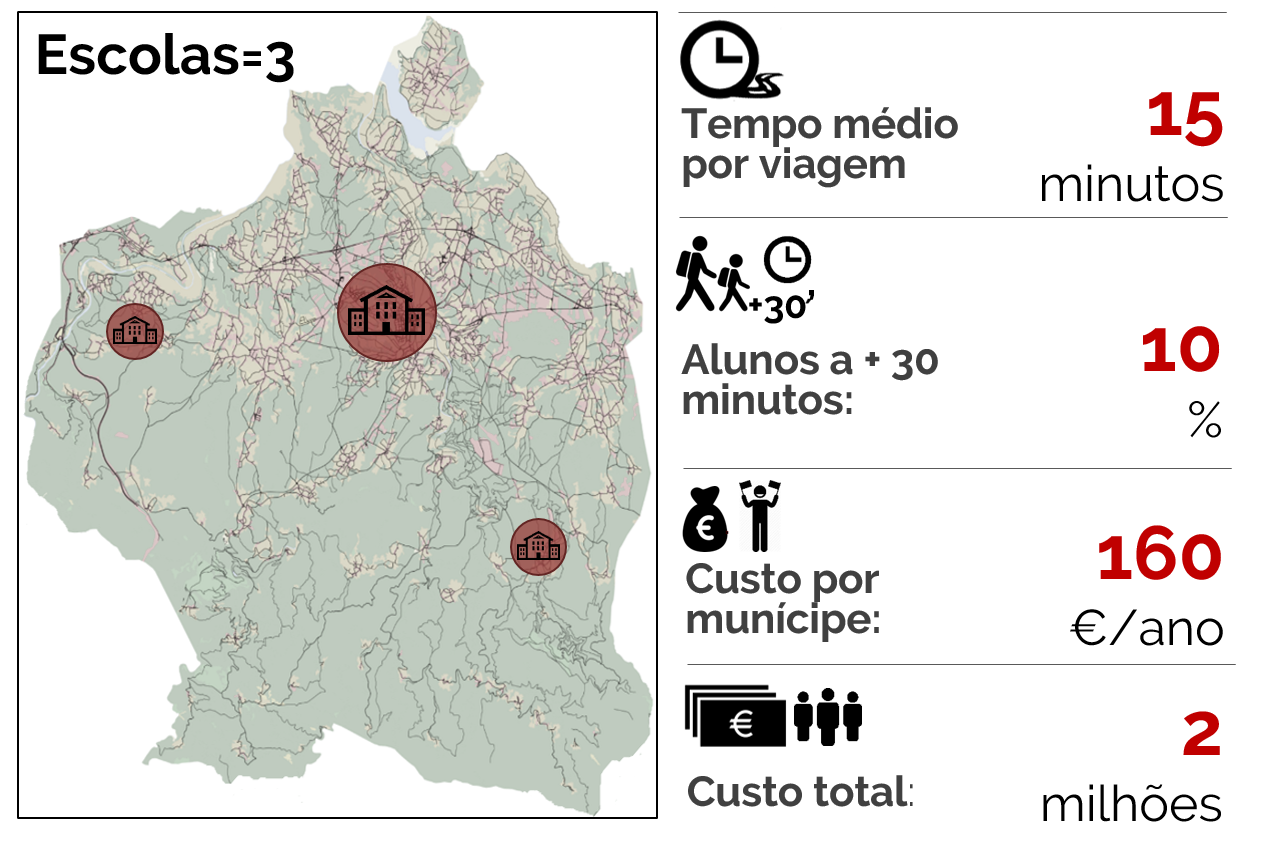 Escolas=3
Tempo médio
por viagem
15
minutos
+30’
Alunos a + 30
minutos:
10
%
€
Custo por
munícipe:
160
€/ano
€
Custo total:
2
milhões